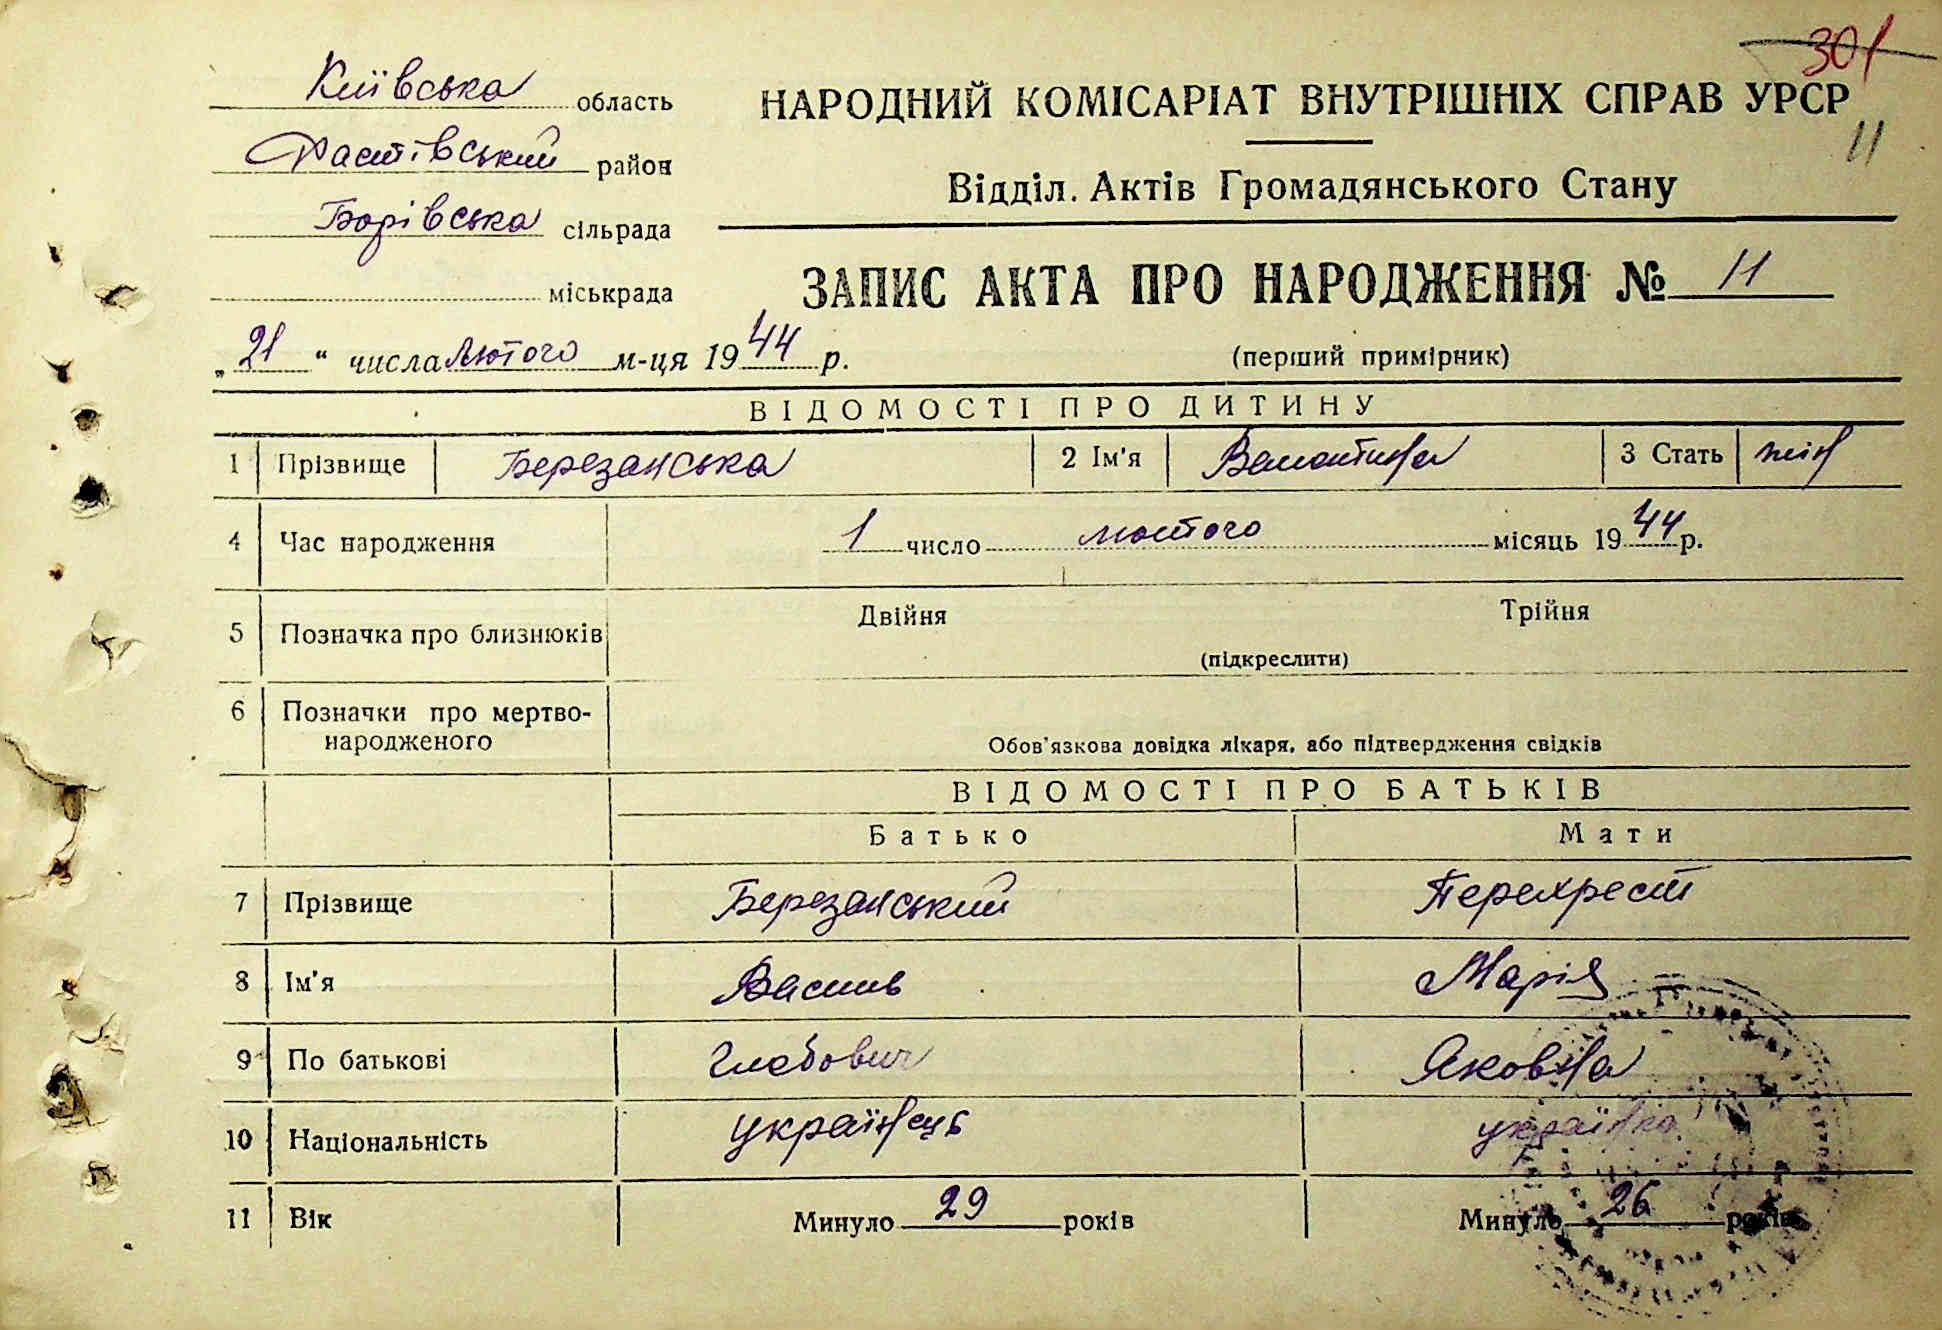 301
Київська область
НАРОДНИЙ КОМІСАРІАТ ВНУТРІШНІХ СПРАВ УРСР
11
Фастівський район
Відділ Актів Громадянського Стану
Борівська сільрада
міськрада
ЗАПИС АКТА ПРО НАРОДЖЕННЯ № 11
„21“ числа лютого м-ця 1944 р.
(перший примірник)
ВІДОМОСТІ ПРО ДИТИНУ
1 Прізвище Березанська 2 Ім'я Валентина 3 Стать жін
4 Час народження 1 число лютого місяць 1944 р.
5 Позначка про близнюків Двійня Трійня
(підкреслити)
6 Позначки про мертво-
народженого
Обов'язкова довідка лікаря, або підтвердження свідків
ВІДОМОСТІ ПРО БАТЬКІВ
Батько Мати
7 Прізвище Березанський Перехрест
8 Ім'я Василь Марія
9 По батькові Глебович Яковна
10 Національність українець українка
11 Вік Минуло 29 років Минуло 26 років